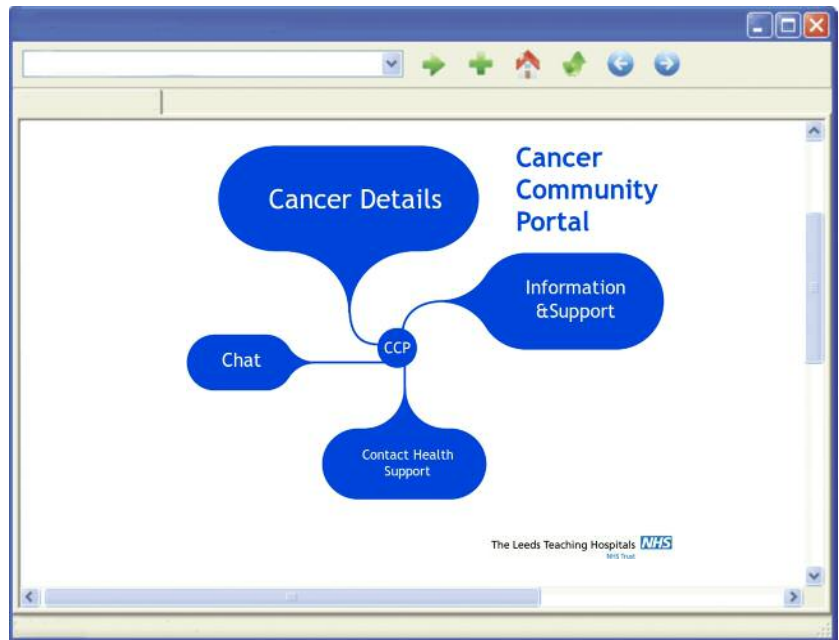 Cancer Details
Cancer
Community
Portal
Information
&Support
CCP
Chat
Contact Health
Support
The Leeds Teaching Hospitals NHS
NHS Trust